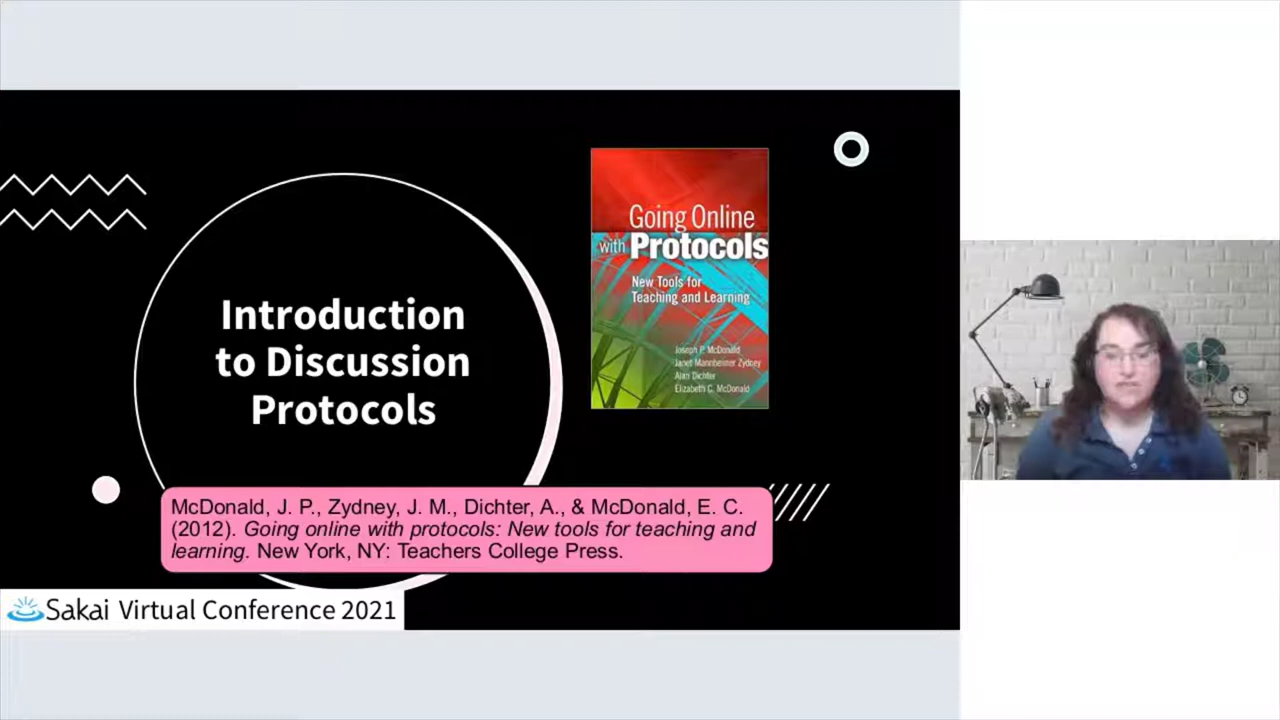 Introduction
to Discussion
Protocols
Going Online
with Protocols
New Tools for
Teaching and Learning
Joseph P. McDonald
Janet Mannheimer Zydney
Alan Dichter
Elizabeth C. McDonald
McDonald, J. P., Zydney, J. M., Dichter, A., & McDonald, E. C.
(2012). Going online with protocols: New tools for teaching and
learning. New York, NY: Teachers College Press.
Sakai Virtual Conference 2021